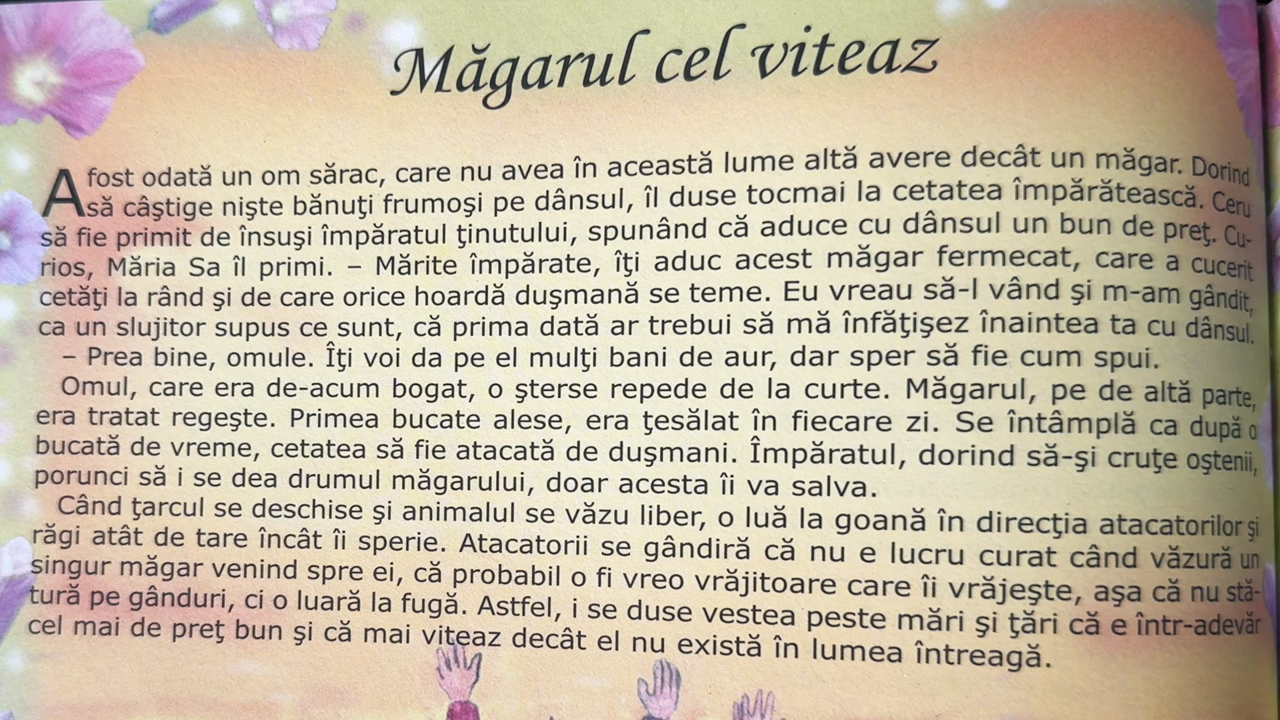 Măgarul cel viteaz
A fost odată un om sărac, care nu avea în această lume altă avere decât un măgar. Dorind
să câştige nişte bănuţi frumoşi pe dânsul, îl duse tocmai la cetatea împărătească. Ceru
să fie primit de însuşi împăratul ţinutului, spunând că aduce cu dânsul un bun de preţ. Cu-
rios, Măria Sa îl primi. – Mărite împărate, îţi aduc acest măgar fermecat, care a cucerit
cetăţi la rând şi de care orice hoardă duşmană se teme. Eu vreau să-l vând şi m-am gândit,
ca un slujitor supus ce sunt, că prima dată ar trebui să mă înfăţişez înaintea ta cu dânsul.
– Prea bine, omule. Îţi voi da pe el mulţi bani de aur, dar sper să fie cum spui.
Omul, care era de-acum bogat, o şterse repede de la curte. Măgarul, pe de altă parte,
era tratat regeşte. Primea bucate alese, era ţesălat în fiecare zi. Se întâmplă ca după o
bucată de vreme, cetatea să fie atacată de duşmani. Împăratul, dorind să-şi cruţe oştenii,
porunci să i se dea drumul măgarului, doar acesta îi va salva.
Când ţarcul se deschise şi animalul se văzu liber, o luă la goană în direcţia atacatorilor şi
răgi atât de tare încât îi sperie. Atacatorii se gândiră că nu e lucru curat când văzură un
singur măgar venind spre ei, că probabil o fi vreo vrăjitoare care îi vrăjeşte, aşa că nu stă-
tură pe gânduri, ci o luară la fugă. Astfel, i se duse vestea peste mări şi ţări că e într-adevăr
cel mai de preţ bun şi că mai viteaz decât el nu există în lumea întreagă.